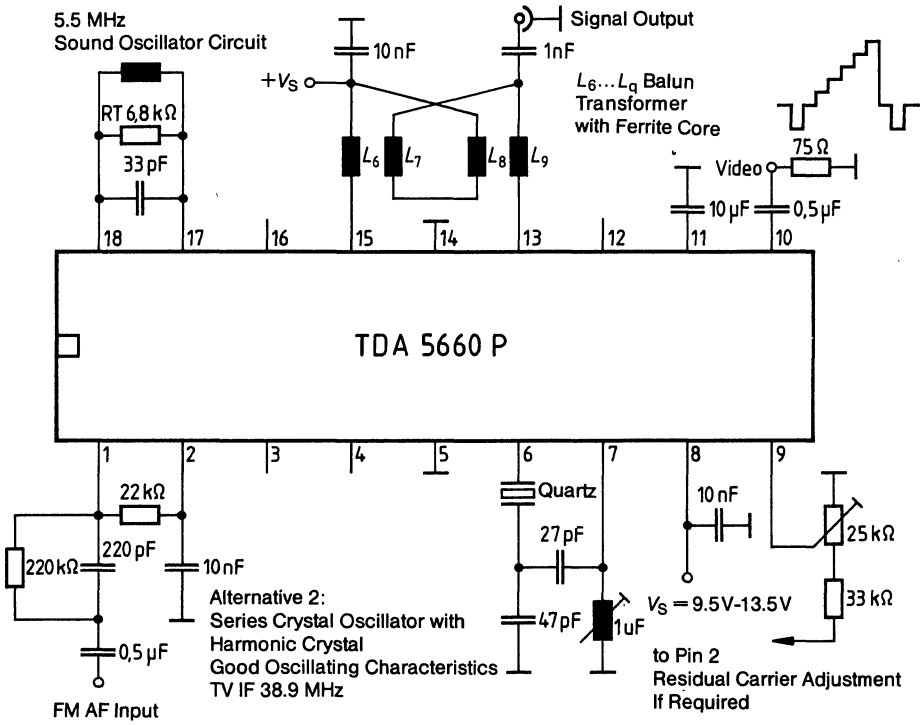 5.5 MHz
Sound Oscillator Circuit
RT 6,8 kΩ
33 pF
10 nF
+VS
L6
L7
L8
L9
1nF
Signal Output
L6...Lq Balun
Transformer
with Ferrite Core
75 Ω
Video
10 µF
0,5 µF
18
17
16
15
14
13
12
11
10
TDA 5660 P
1
2
3
4
5
6
7
8
9
22 kΩ
220 kΩ
220 pF
10 nF
0,5 µF
FM AF Input
Alternative 2:
Series Crystal Oscillator with
Harmonic Crystal
Good Oscillating Characteristics
TV IF 38.9 MHz
Quartz
27 pF
47 pF
1uF
10 nF
VS = 9.5V-13.5V
25 kΩ
33 kΩ
to Pin 2
Residual Carrier Adjustment
If Required